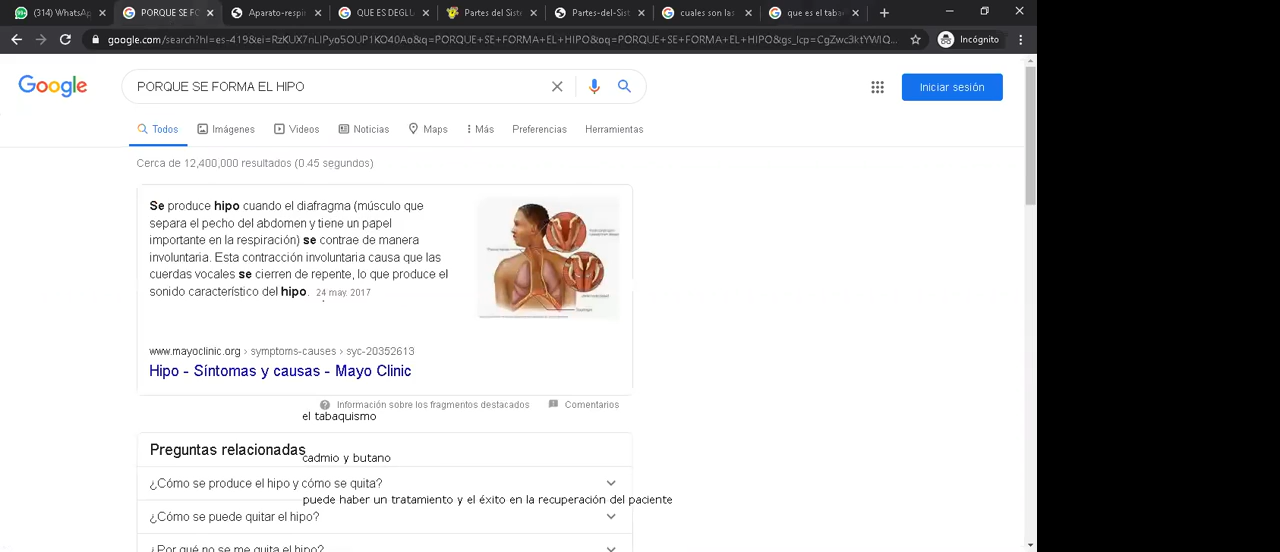 (314) WhatsAp
PORQUE SE FO
Aparato-respi
QUE ES DEGLU
Partes del Siste
Partes-del-Sist
cuales son las
que es el taba
google.com/search?hl=es-419&ei=RzKUX7nLIPyo5OUP1KO40Ao&q=PORQUE+SE+FORMA+EL+HIPO&oq=PORQUE+SE+FORMA+EL+HIPO&gs_lcp=CgZwc3ktYWIQ...
Incógnito
Google
PORQUE SE FORMA EL HIPO
Iniciar sesión
Todos
Imágenes
Videos
Noticias
Maps
Más
Preferencias
Herramientas
Cerca de 12,400,000 resultados (0.45 segundos)
Se produce hipo cuando el diafragma (músculo que
separa el pecho del abdomen y tiene un papel
importante en la respiración) se contrae de manera
involuntaria. Esta contracción involuntaria causa que las
cuerdas vocales se cierren de repente, lo que produce el
sonido característico del hipo. 24 may. 2017
www.mayoclinic.org › symptoms-causes › syc-20352613
Hipo - Síntomas y causas - Mayo Clinic
Información sobre los fragmentos destacados
Comentarios
el tabaquismo
Preguntas relacionadas
cadmio y butano
¿Cómo se produce el hipo y cómo se quita?
puede haber un tratamiento y el éxito en la recuperación del paciente
¿Cómo se puede quitar el hipo?
¿Por qué no se me quita el hipo?